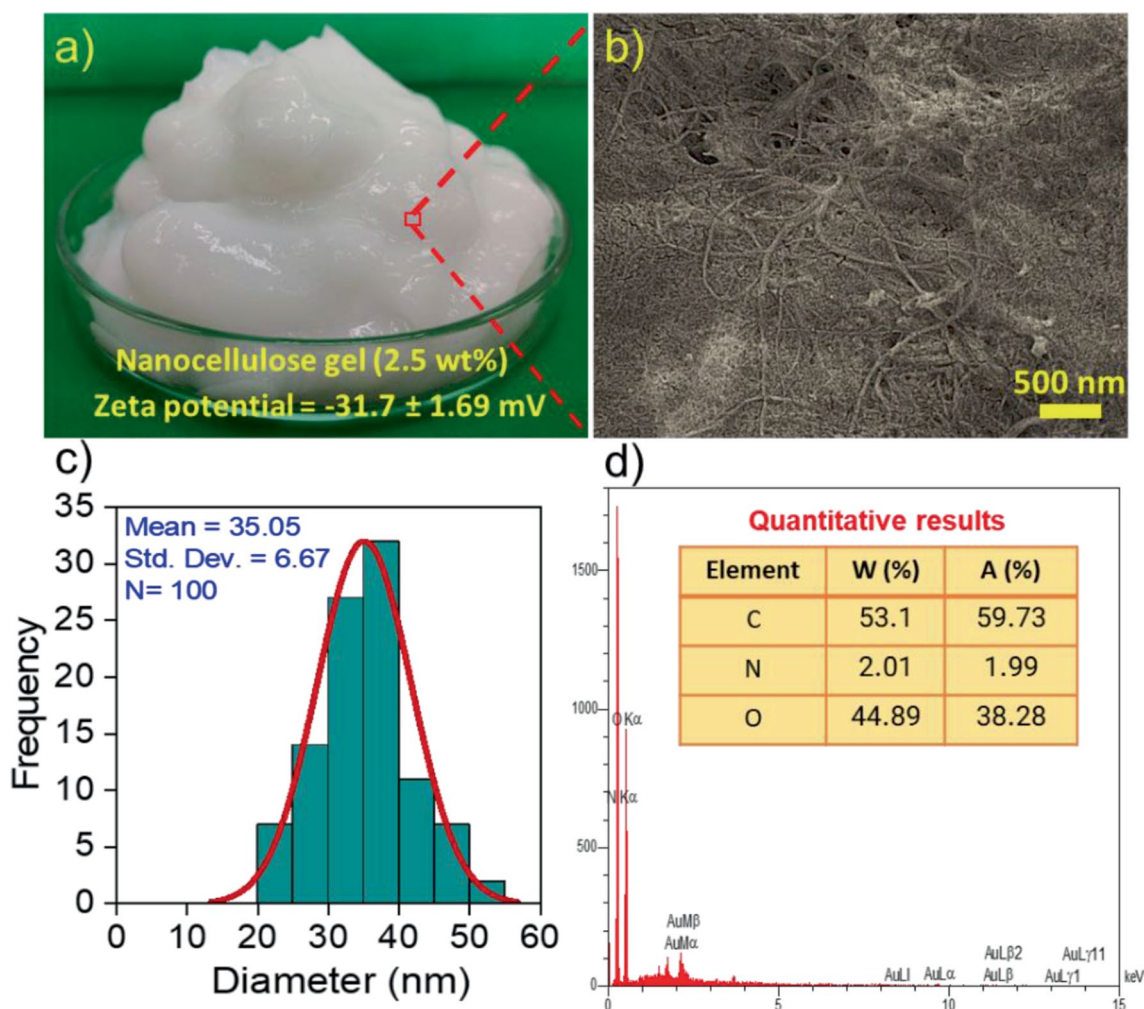 a)
Nanocellulose gel (2.5 wt%)
Zeta potential = -31.7 ± 1.69 mV
b)
500 nm
c)
Mean = 35.05
Std. Dev. = 6.67
N= 100
35
30
25
20
15
10
5
0
Frequency
0 10 20 30 40 50 60
Diameter (nm)
d)
Quantitative results
Element W (%) A (%)
C 53.1 59.73
N 2.01 1.99
O 44.89 38.28
1500
1000
500
0
O Kα
N Kα
AuMβ
AuMα
AuLl
AuLα
AuLβ2
AuLβ
AuLγ11
AuLγ1
5 10 15
keV